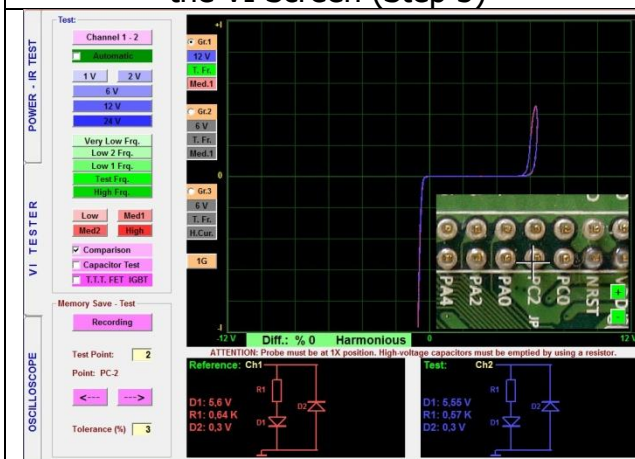 the VI Screen (Step 5)
POWER - IR TEST
VI TESTER
OSCILLOSCOPE
Test:
Channel 1 - 2
Automatic
1 V
2 V
6 V
12 V
24 V
Very Low Frq.
Low 2 Frq.
Low 1 Frq.
Test Frq.
High Frq.
Low
Med1
Med2
High
Comparison
Capacitor Test
T.T.T. FET IGBT
Memory Save - Test
Recording
Test Point: 2
Point: PC-2
<---
--->
Tolerance (%) 3
Gr.1
12 V
T. Fr.
Med.1
Gr.2
6 V
T. Fr.
Med.1
Gr.3
6 V
T. Fr.
H.Cur.
1G
+I
0
-I
-12 V
0
12 V
PA4
PA2
PA0
PC2
JP
PC0
NRST
+
-
Diff.: % 0 Harmonious
ATTENTION: Probe must be at 1X position. High-voltage capacitors must be emptied by using a resistor.
Reference: Ch1
R1
D1
D2
D1: 5,6 V
R1: 0,64 K
D2: 0,3 V
Test: Ch2
R1
D1
D2
D1: 5,55 V
R1: 0,57 K
D2: 0,3 V